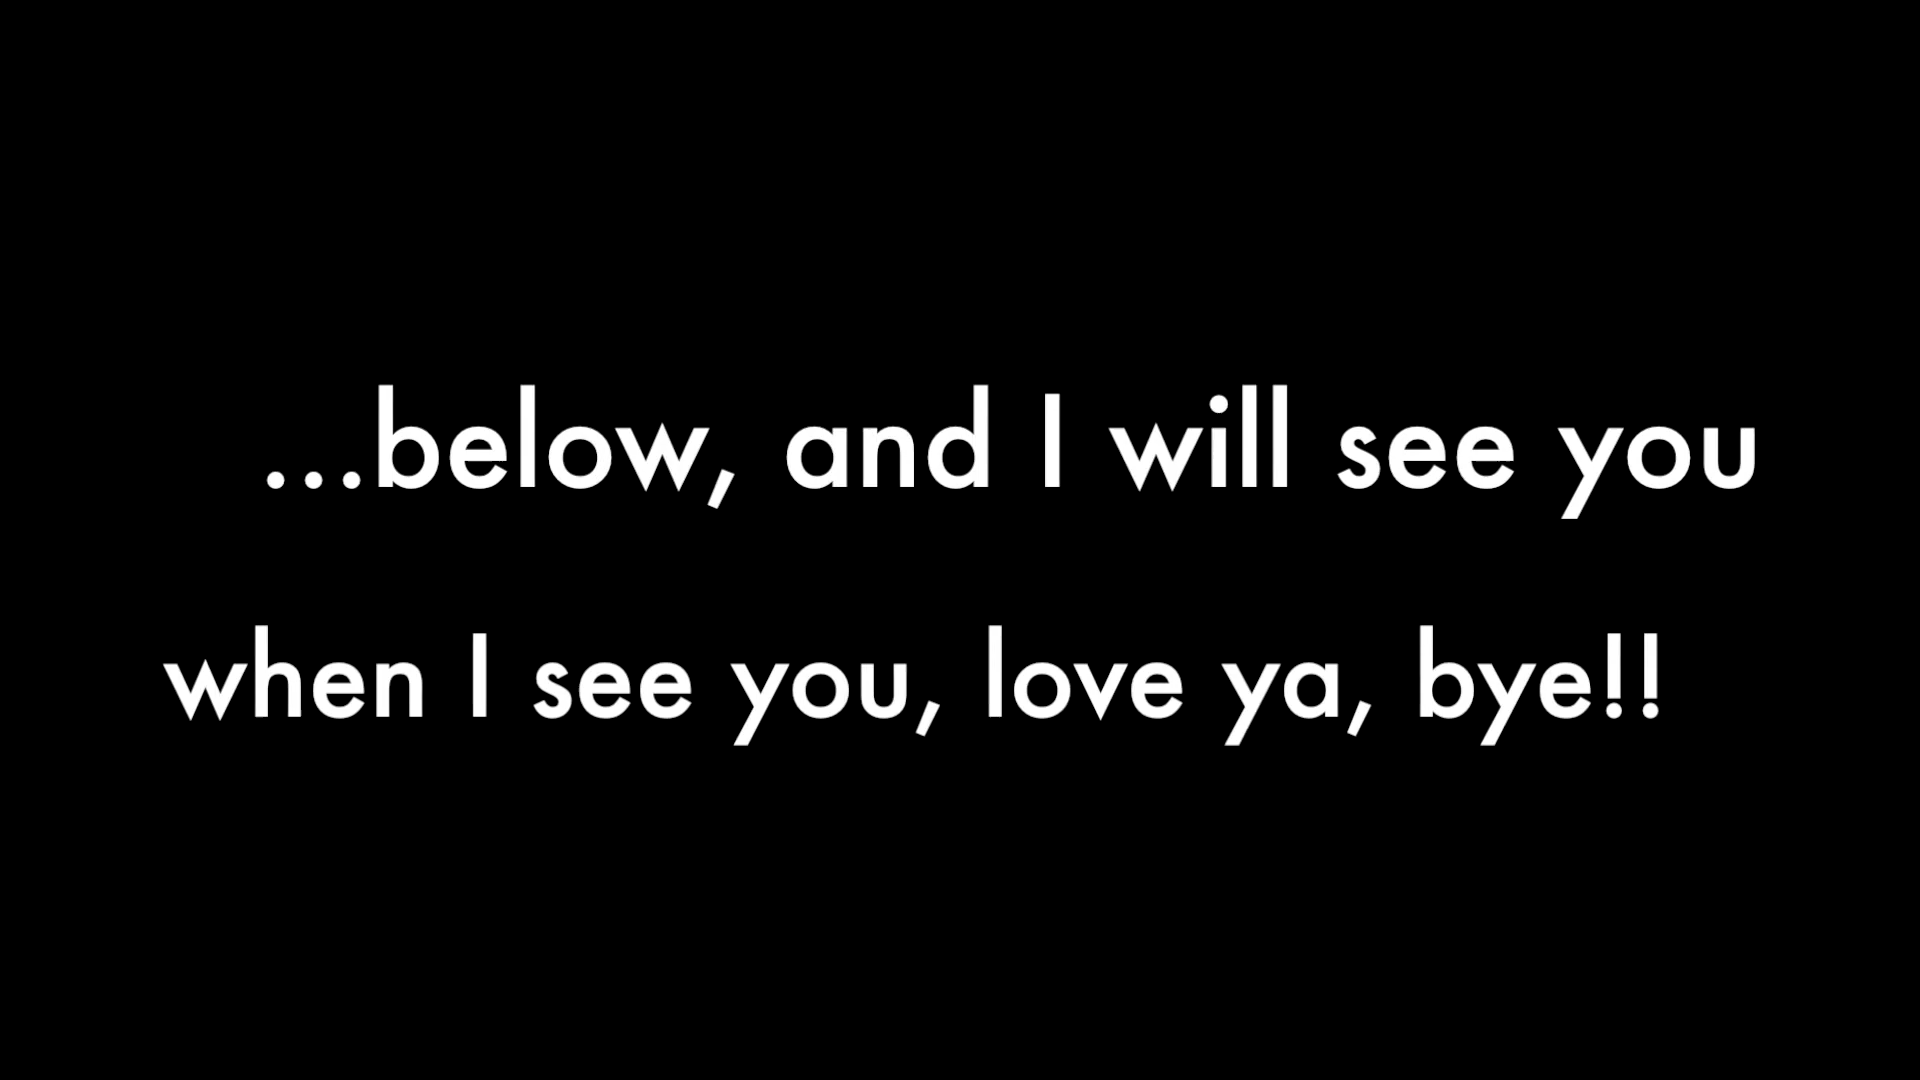 ...below, and I will see you
when I see you, love ya, bye!!